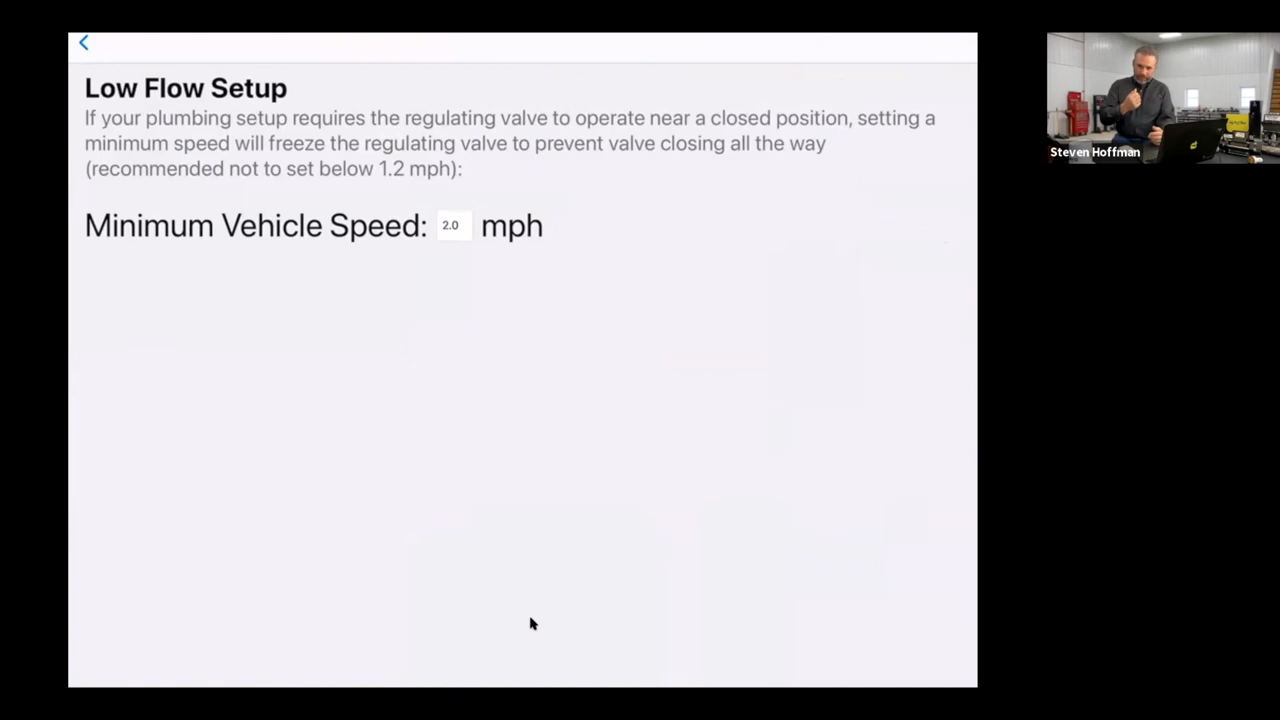 Low Flow Setup
If your plumbing setup requires the regulating valve to operate near a closed position, setting a
minimum speed will freeze the regulating valve to prevent valve closing all the way
(recommended not to set below 1.2 mph):
Minimum Vehicle Speed: 2.0 mph
Steven Hoffman